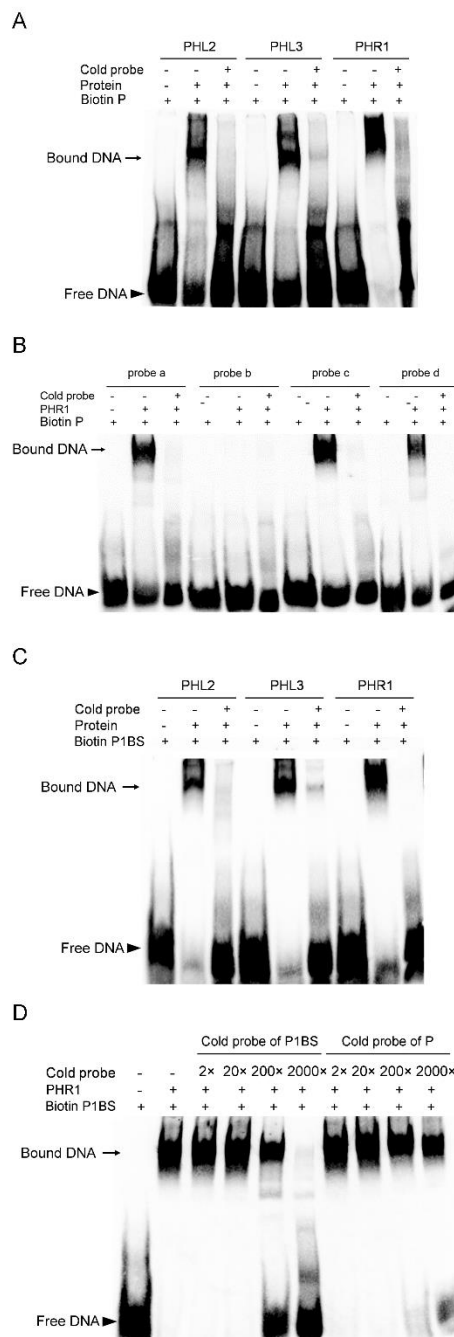 A
PHL2 PHL3 PHR1
Cold probe - - + - - + - - +
Protein - + + - + + - + +
Biotin P + + + + + + + + +
Bound DNA →
Free DNA ►
B
probe a probe b probe c probe d
Cold probe - - + - - + - - + - - +
PHR1 - + + - + + - + + - + +
Biotin P + + + + + + + + + + + +
Bound DNA →
Free DNA ►
C
PHL2 PHL3 PHR1
Cold probe - - + - - + - - +
Protein - + + - + + - + +
Biotin P1BS + + + + + + + + +
Bound DNA →
Free DNA ►
D
Cold probe of P1BS Cold probe of P
Cold probe - - 2× 20× 200× 2000× 2× 20× 200× 2000×
PHR1 - + + + + + + + + +
Biotin P1BS + + + + + + + + + +
Bound DNA →
Free DNA ►